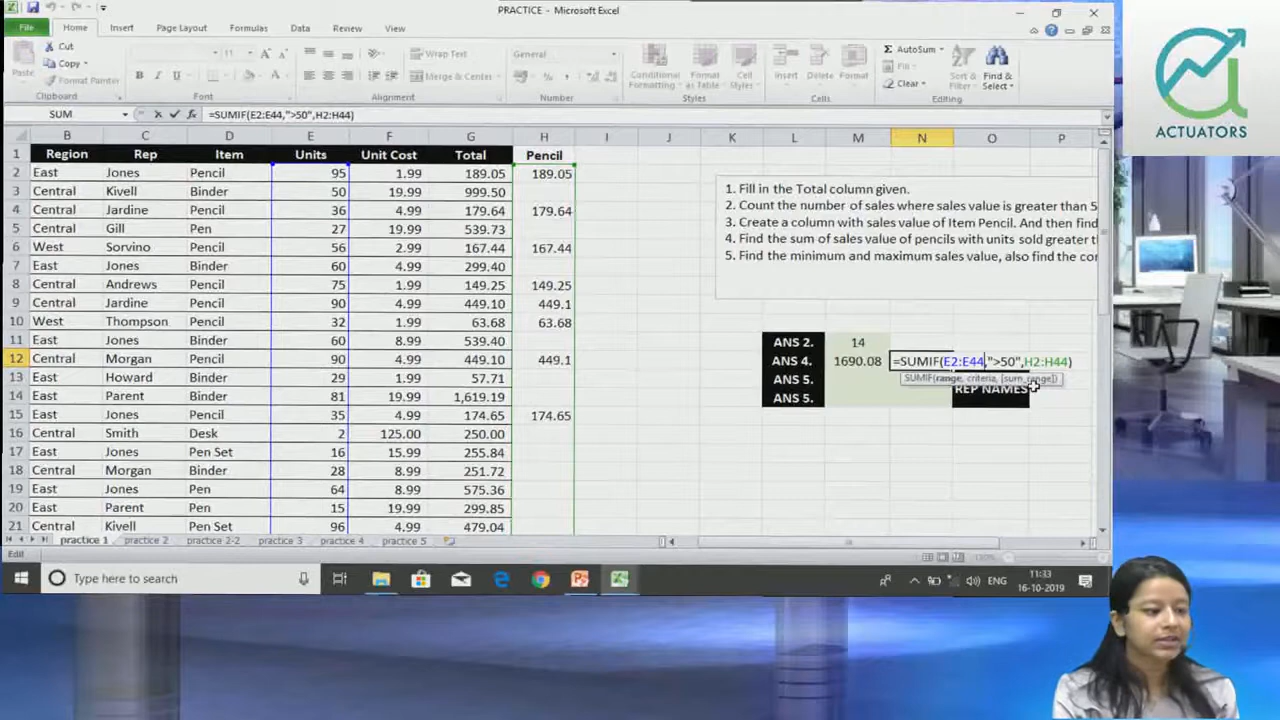 PRACTICE - Microsoft Excel
File Home Insert Page Layout Formulas Data Review View
Paste
Cut
Copy
Format Painter
Clipboard
11
B I U
Font
Wrap Text
Merge & Center
Alignment
General
Number
Conditional Formatting
Format as Table
Cell Styles
Styles
Insert Delete Format
Cells
AutoSum
Fill
Clear
Sort & Filter
Find & Select
Editing
SUM =SUMIF(E2:E44,">50",H2:H44)
B C D E F G H I J K L M N O P
1 Region Rep Item Units Unit Cost Total Pencil
2 East Jones Pencil 95 1.99 189.05 189.05
3 Central Kivell Binder 50 19.99 999.50
4 Central Jardine Pencil 36 4.99 179.64 179.64
5 Central Gill Pen 27 19.99 539.73
6 West Sorvino Pencil 56 2.99 167.44 167.44
7 East Jones Binder 60 4.99 299.40
8 Central Andrews Pencil 75 1.99 149.25 149.25
9 Central Jardine Pencil 90 4.99 449.10 449.1
10 West Thompson Pencil 32 1.99 63.68 63.68
11 East Jones Binder 60 8.99 539.40
12 Central Morgan Pencil 90 4.99 449.10 449.1
13 East Howard Binder 29 1.99 57.71
14 East Parent Binder 81 19.99 1,619.19
15 East Jones Pencil 35 4.99 174.65 174.65
16 Central Smith Desk 2 125.00 250.00
17 East Jones Pen Set 16 15.99 255.84
18 Central Morgan Binder 28 8.99 251.72
19 East Jones Pen 64 8.99 575.36
20 East Parent Pen 15 19.99 299.85
21 Central Kivell Pen Set 96 4.99 479.04
1. Fill in the Total column given.
2. Count the number of sales where sales value is greater than 5
3. Create a column with sales value of Item Pencil. And then find
4. Find the sum of sales value of pencils with units sold greater t
5. Find the minimum and maximum sales value, also find the cor
ANS 2. 14
ANS 4. 1690.08 =SUMIF(E2:E44,">50",H2:H44)
SUMIF(range, criteria, [sum_range])
ANS 5.
REP NAMES
ANS 5.
practice 1 practice 2 practice 2-2 practice 3 practice 4 practice 5
Edit
Type here to search
ENG
11:33
16-10-2019
ACTUATORS